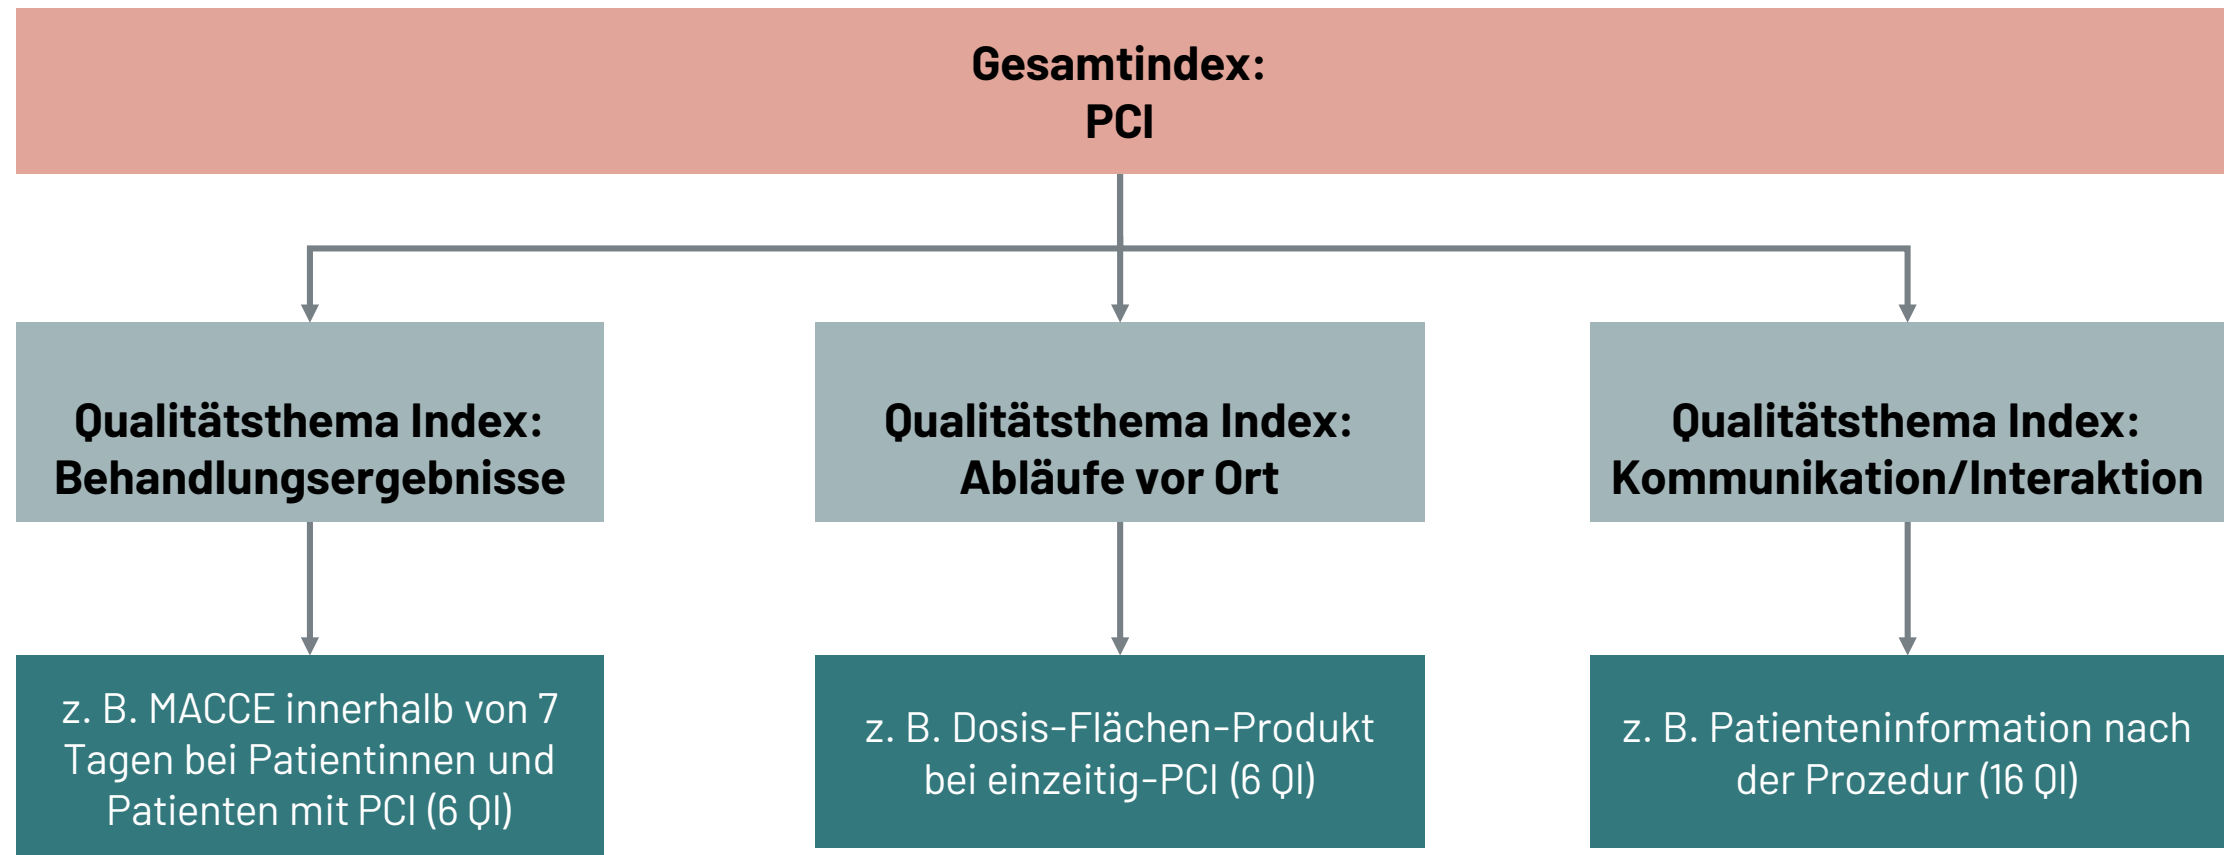 Gesamtindex:
PCI
Qualitätsthema Index:
Behandlungsergebnisse
Qualitätsthema Index:
Abläufe vor Ort
Qualitätsthema Index:
Kommunikation/Interaktion
z. B. MACCE innerhalb von 7
Tagen bei Patientinnen und
Patienten mit PCI (6 QI)
z. B. Dosis-Flächen-Produkt
bei einzeitig-PCI (6 QI)
z. B. Patienteninformation nach
der Prozedur (16 QI)